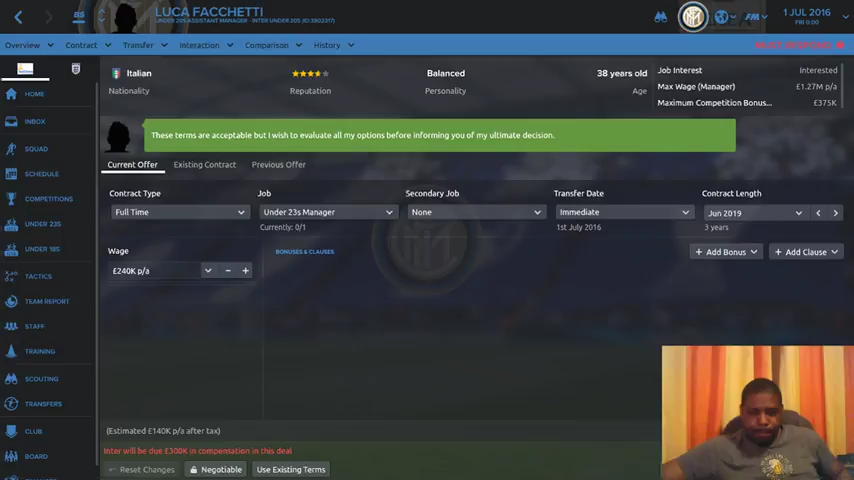 LUCA FACCHETTI
UNDER 20S ASSISTANT MANAGER - INTER UNDER 20S (ID:3902317)
BS
FM
1 JUL 2016
FRI 0:00
Overview
Contract
Transfer
Interaction
Comparison
History
HOME
INBOX
SQUAD
SCHEDULE
COMPETITIONS
UNDER 23S
UNDER 18S
TACTICS
TEAM REPORT
STAFF
TRAINING
SCOUTING
TRANSFERS
CLUB
BOARD
Italian
Nationality
Reputation
Balanced
Personality
38 years old
Age
Job Interest Interested
Max Wage (Manager) £1.27M p/a
Maximum Competition Bonus... £375K
These terms are acceptable but I wish to evaluate all my options before informing you of my ultimate decision.
Current Offer Existing Contract Previous Offer
Contract Type Job Secondary Job Transfer Date Contract Length
Full Time Under 23s Manager None Immediate Jun 2019
Currently: 0/1 1st July 2016 3 years
Wage BONUSES & CLAUSES + Add Bonus + Add Clause
£240K p/a - +
(Estimated £140K p/a after tax)
Inter will be due £300K in compensation in this deal
Reset Changes Negotiable Use Existing Terms